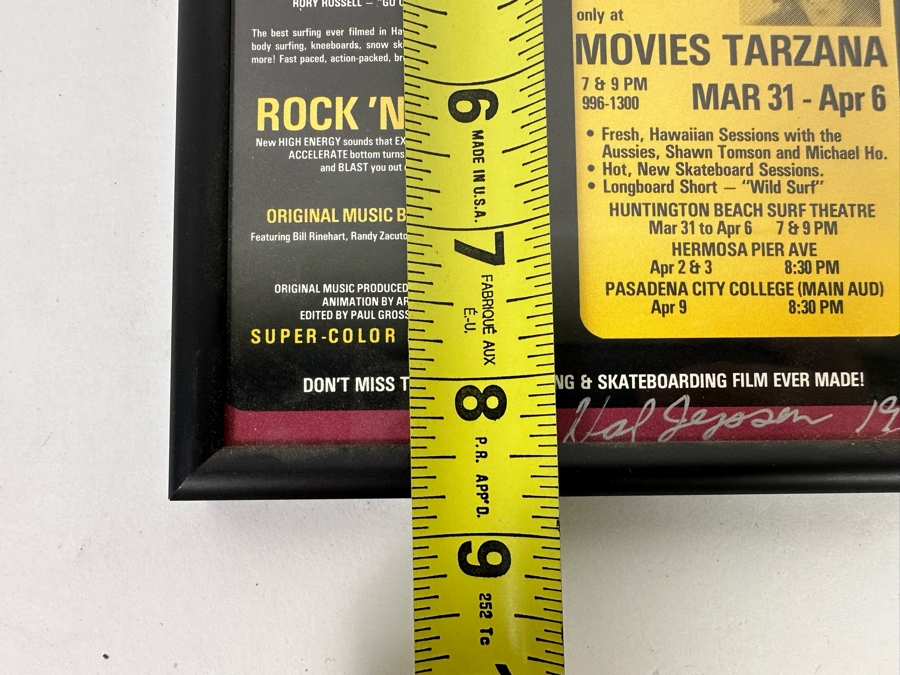 RORY RUSSELL — "GO
The best surfing ever filmed in Ha
body surfing, kneeboards, snow sk
more! Fast paced, action-packed, br
ROCK 'N
New HIGH ENERGY sounds that EX
ACCELERATE bottom turns
and BLAST you out
ORIGINAL MUSIC B
Featuring Bill Rinehart, Randy Zacuto
ORIGINAL MUSIC PRODUCED
ANIMATION BY AR
EDITED BY PAUL GROSS
SUPER-COLOR
DON'T MISS T
6
MADE IN U.S.A.
7
FABRIQUÉ AUX
É.-U.
8
P.R. APP'D.
9
252 Tc
only at
MOVIES TARZANA
7 & 9 PM
996-1300
MAR 31 - Apr 6
• Fresh, Hawaiian Sessions with the
Aussies, Shawn Tomson and Michael Ho.
• Hot, New Skateboard Sessions.
• Longboard Short — "Wild Surf"
HUNTINGTON BEACH SURF THEATRE
Mar 31 to Apr 6 7 & 9 PM
HERMOSA PIER AVE
Apr 2 & 3 8:30 PM
PASADENA CITY COLLEGE (MAIN AUD)
Apr 9 8:30 PM
NG & SKATEBOARDING FILM EVER MADE!
Hal Jepsen 19